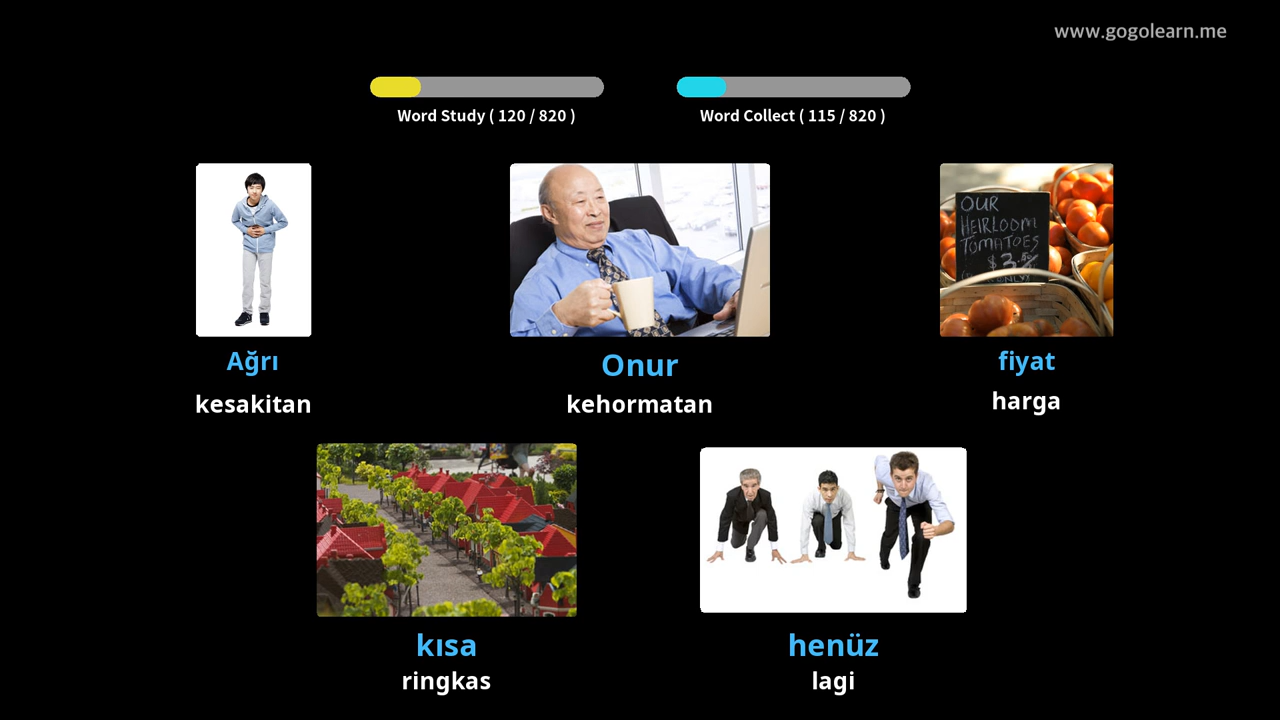 www.gogolearn.me
Word Study ( 120 / 820 )
Word Collect ( 115 / 820 )
OUR
HEIRLOOM
TOMATOES
Ağrı
Onur
fiyat
kesakitan
kehormatan
harga
kısa
henüz
ringkas
lagi